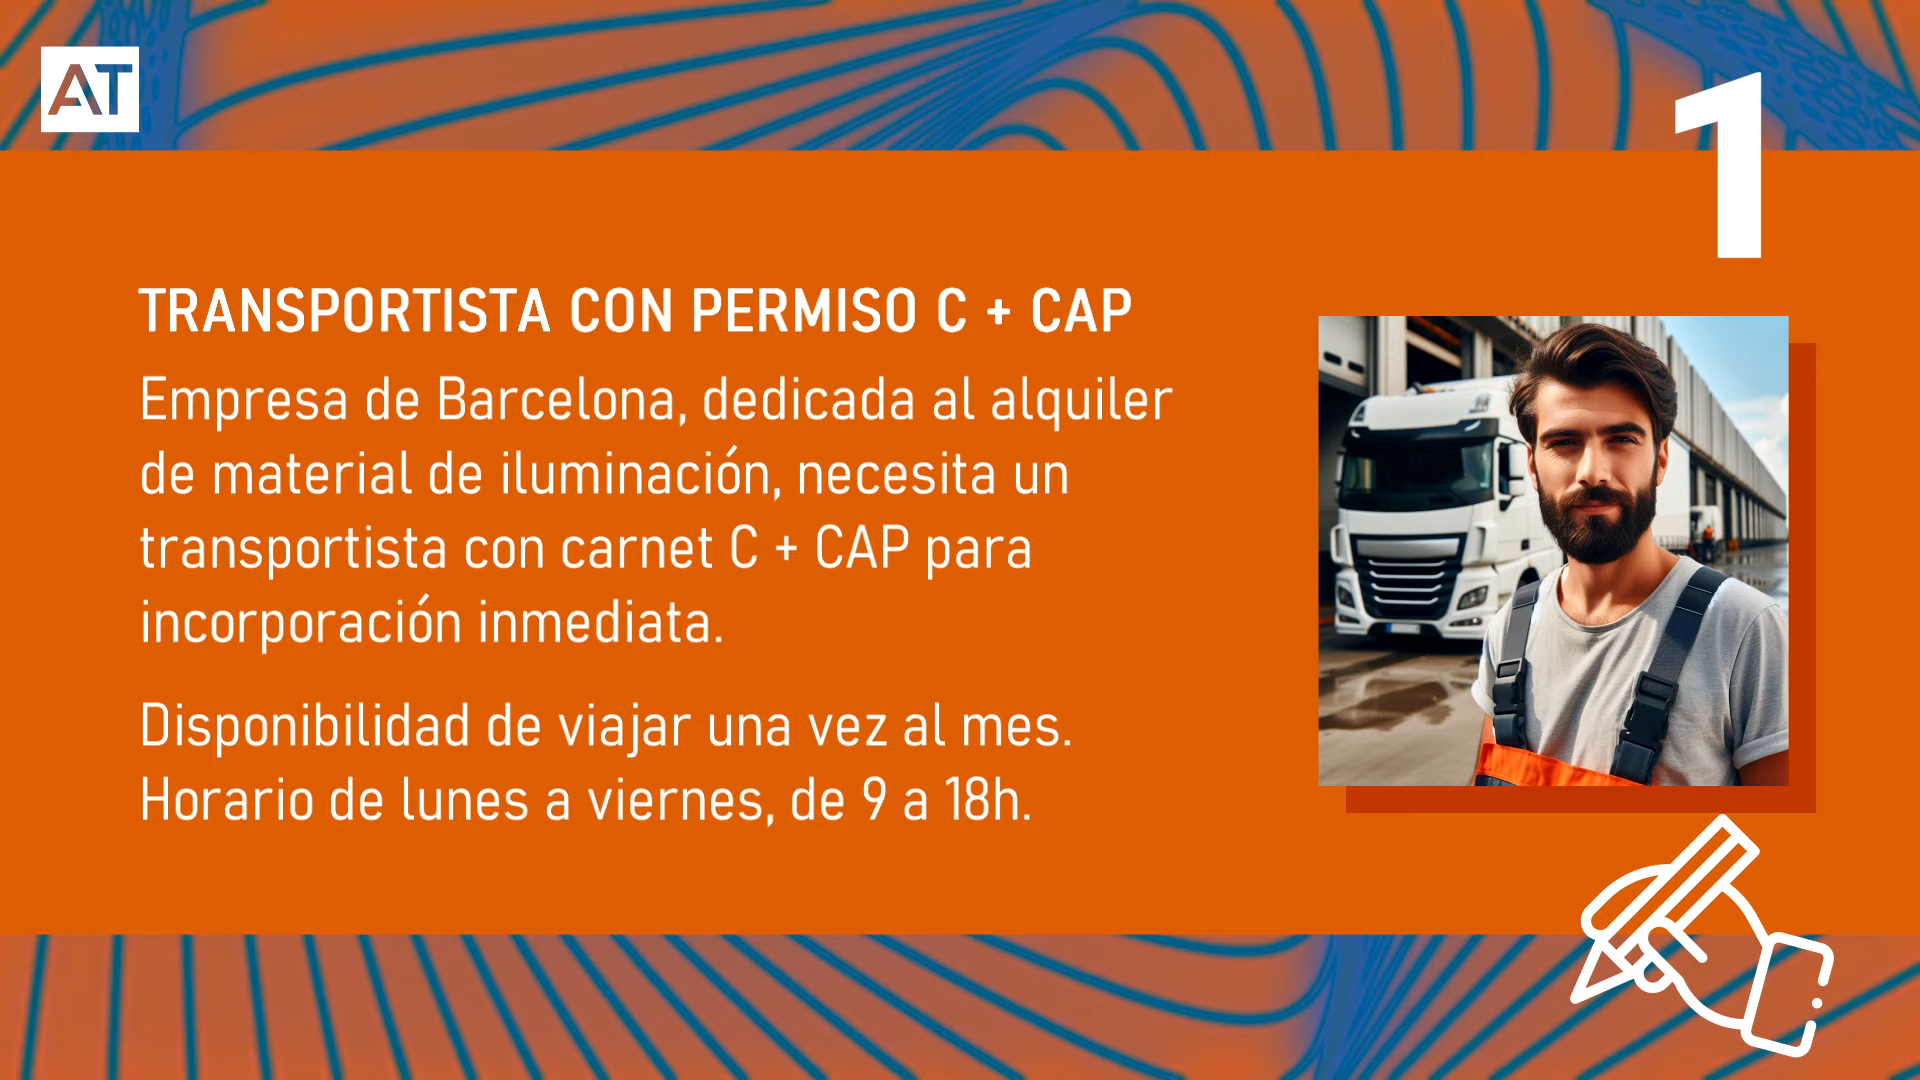 AT
1
TRANSPORTISTA CON PERMISO C + CAP
Empresa de Barcelona, dedicada al alquiler
de material de iluminación, necesita un
transportista con carnet C + CAP para
incorporación inmediata.
Disponibilidad de viajar una vez al mes.
Horario de lunes a viernes, de 9 a 18h.